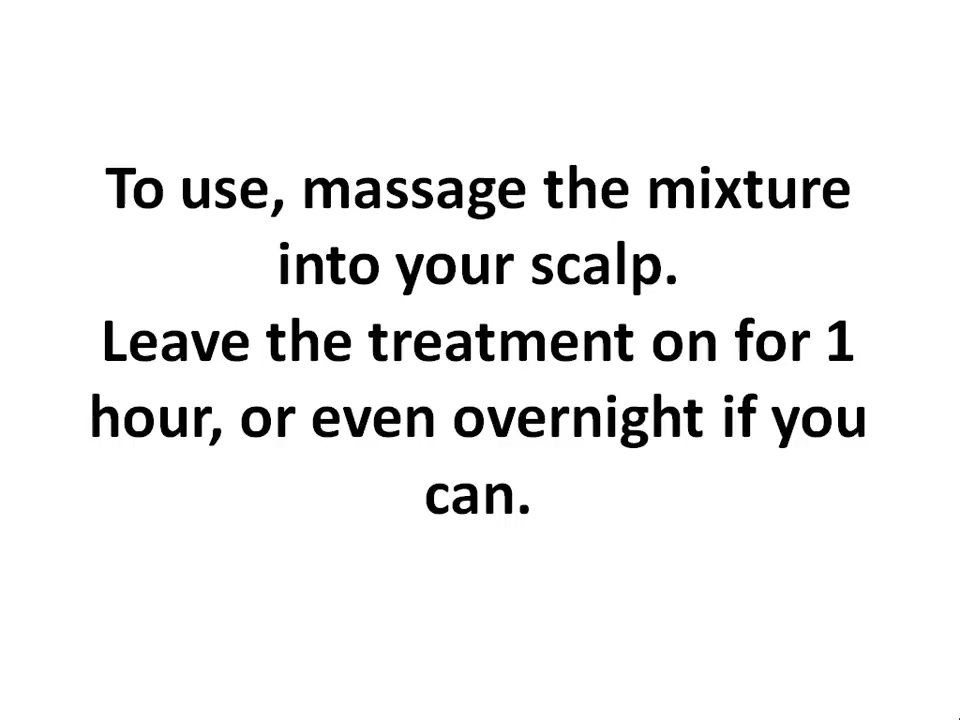 To use, massage the mixture
into your scalp.
Leave the treatment on for 1
hour, or even overnight if you
can.